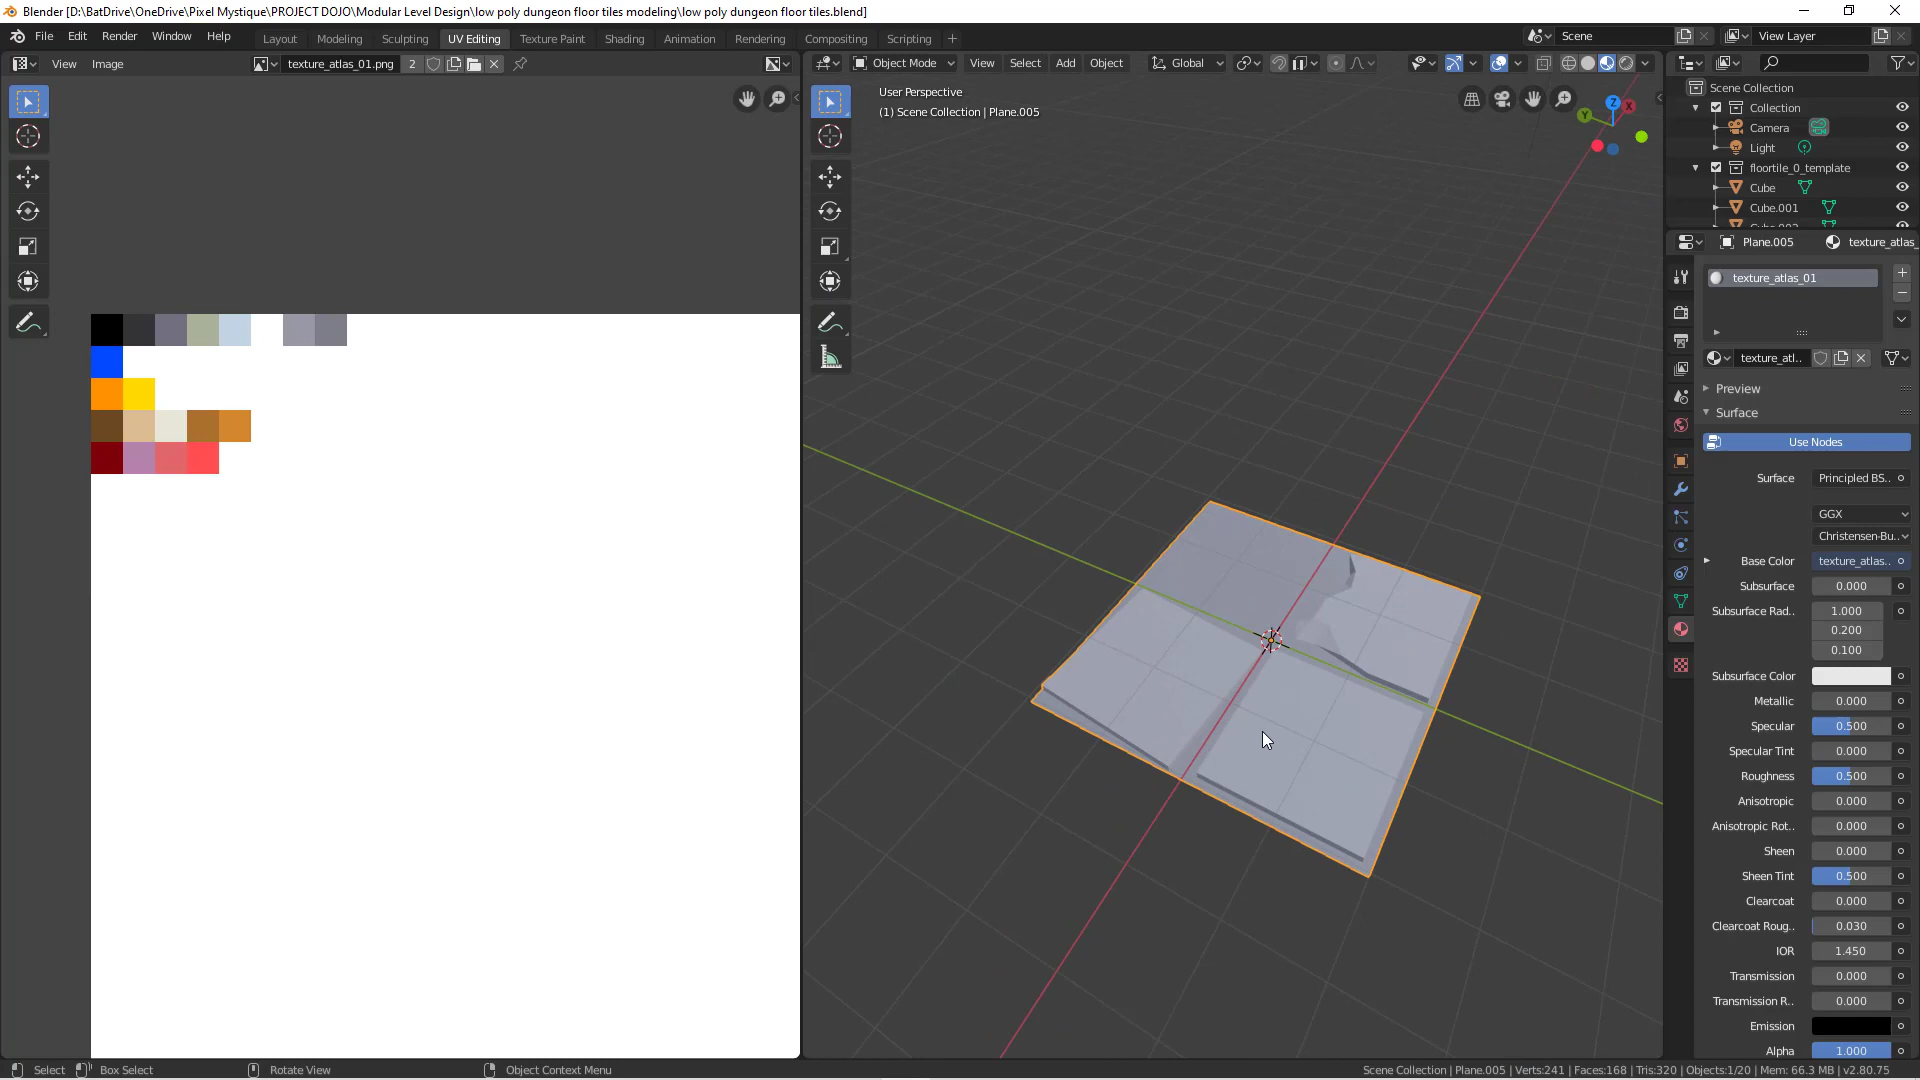 Blender [D:\BatDrive\OneDrive\Pixel Mystique\PROJECT DOJO\Modular Level Design\low poly dungeon floor tiles modeling\low poly dungeon floor tiles.blend]
File Edit Render Window Help
Layout Modeling Sculpting UV Editing Texture Paint Shading Animation Rendering Compositing Scripting
Scene
View Layer
View Image
texture_atlas_01.png 2
Object Mode View Select Add Object Global
User Perspective
(1) Scene Collection | Plane.005
Z
X
Y
Scene Collection
Collection
Camera
Light
floortile_0_template
Cube
Cube.001
Plane.005 texture_atlas_
texture_atlas_01
texture_atl..
Preview
Surface
Use Nodes
Surface Principled BS..
GGX
Christensen-Bu..
Base Color texture_atlas..
Subsurface 0.000
Subsurface Rad.. 1.000
0.200
0.100
Subsurface Color
Metallic 0.000
Specular 0.500
Specular Tint 0.000
Roughness 0.500
Anisotropic 0.000
Anisotropic Rot.. 0.000
Sheen 0.000
Sheen Tint 0.500
Clearcoat 0.000
Clearcoat Roug.. 0.030
IOR 1.450
Transmission 0.000
Transmission R.. 0.000
Emission
Alpha 1.000
Select Box Select Rotate View Object Context Menu
Scene Collection | Plane.005 | Verts:241 | Faces:168 | Tris:320 | Objects:1/20 | Mem: 66.3 MB | v2.80.75